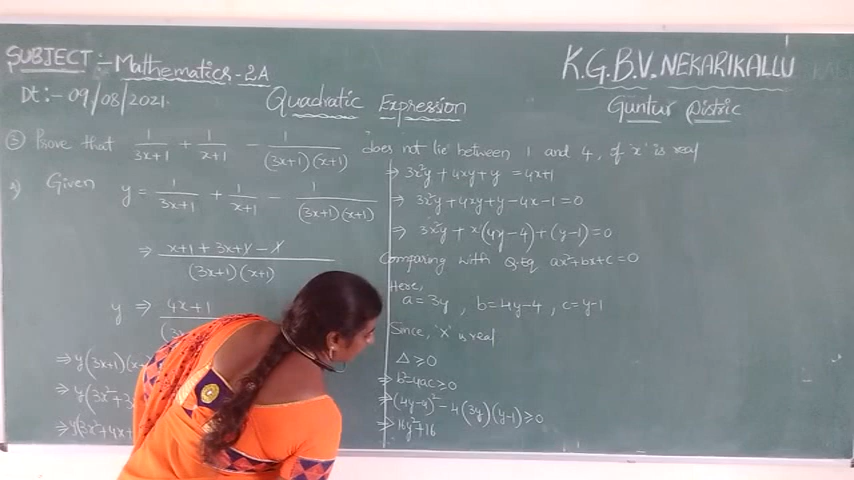 SUBJECT :- Mathematics - 2A
Dt :- 09/08/2021.
Quadratic Expression
K.G.B.V. NEKARIKALLU
Guntur Distric
5) Prove that 1/(3x+1) + 1/(x+1) - 1/((3x+1)(x+1)) does not lie between 1 and 4, if 'x' is real
Given y = 1/(3x+1) + 1/(x+1) - 1/((3x+1)(x+1))
⇒ (x+1+3x+1-1)/((3x+1)(x+1))
y ⇒ 4x+1
⇒ y(3x+1)(x
⇒ y(3x²+3
⇒ y(3x²+4x+
⇒ 3x²y + 4xy + y = 4x+1
⇒ 3x²y + 4xy + y - 4x - 1 = 0
⇒ 3x²y + x(4y-4) + (y-1) = 0
Comparing with Q.Eq ax²+bx+c=0
Here,
a = 3y, b = 4y-4, c = y-1
Since, 'x' is real
Δ ≥ 0
⇒ b²-4ac ≥ 0
⇒ (4y-4)² - 4(3y)(y-1) ≥ 0
⇒ 16y²+16